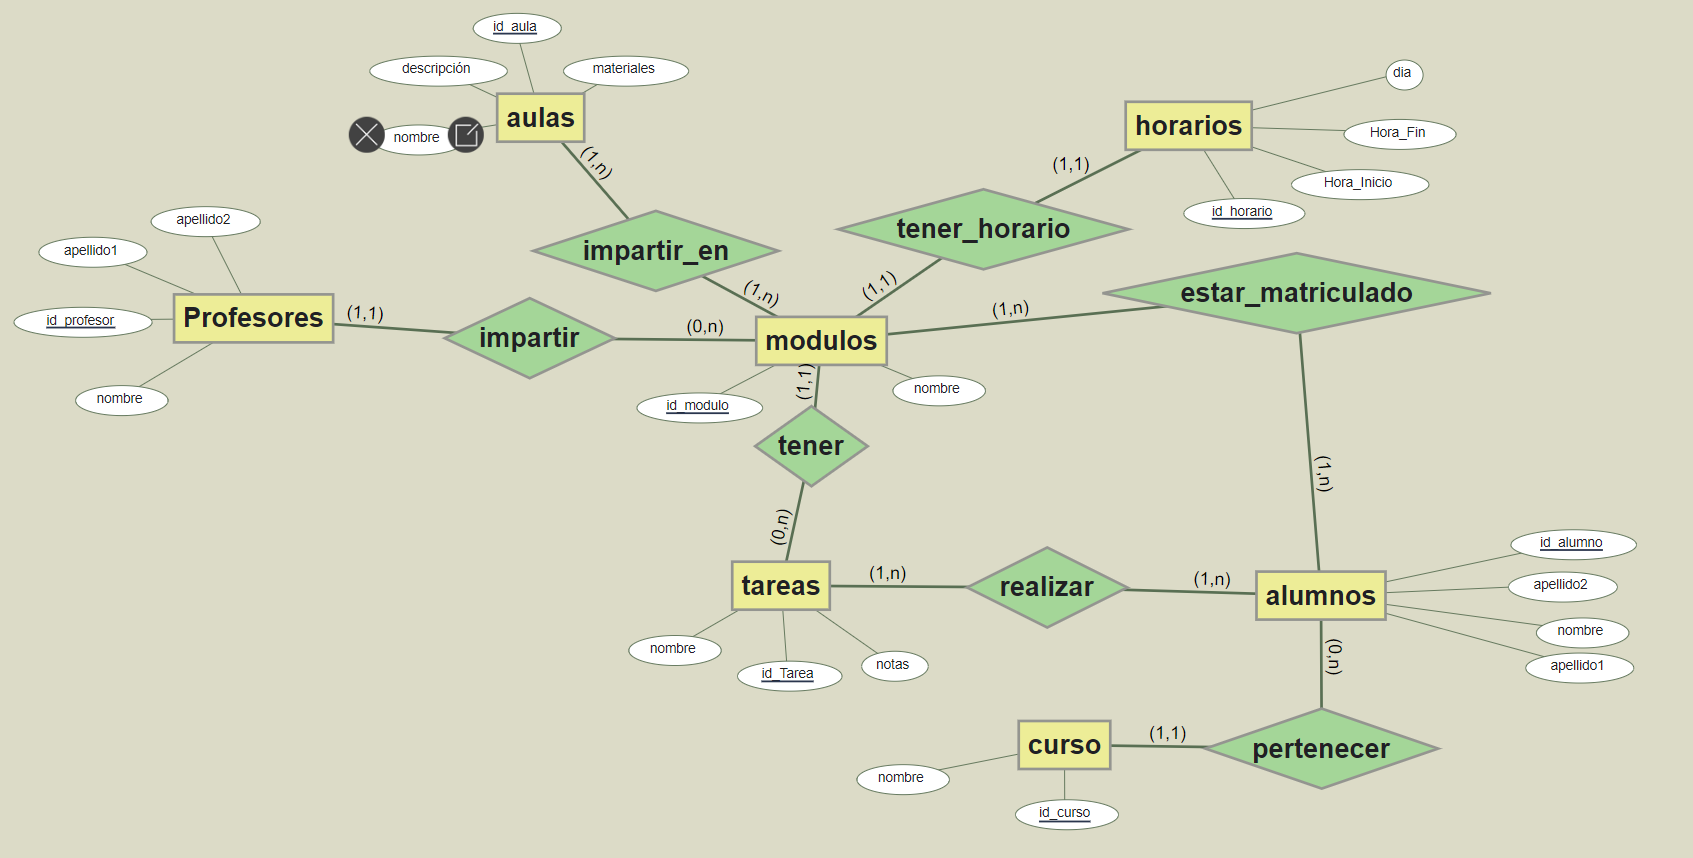 id_aula
descripción
materiales
aulas
nombre
(1,n)
dia
horarios
Hora_Fin
(1,1)
Hora_Inicio
id_horario
apellido2
apellido1
tener_horario
impartir_en
(1,n)
(1,1)
estar_matriculado
Profesores
id_profesor
(1,1)
impartir
(0,n)
modulos
(1,n)
nombre
(1,1)
id_modulo
nombre
tener
(1,n)
(0,n)
tareas
(1,n)
realizar
(1,n)
alumnos
id_alumno
apellido2
nombre
apellido1
nombre
id_Tarea
notas
(0,n)
curso
(1,1)
pertenecer
nombre
id_curso